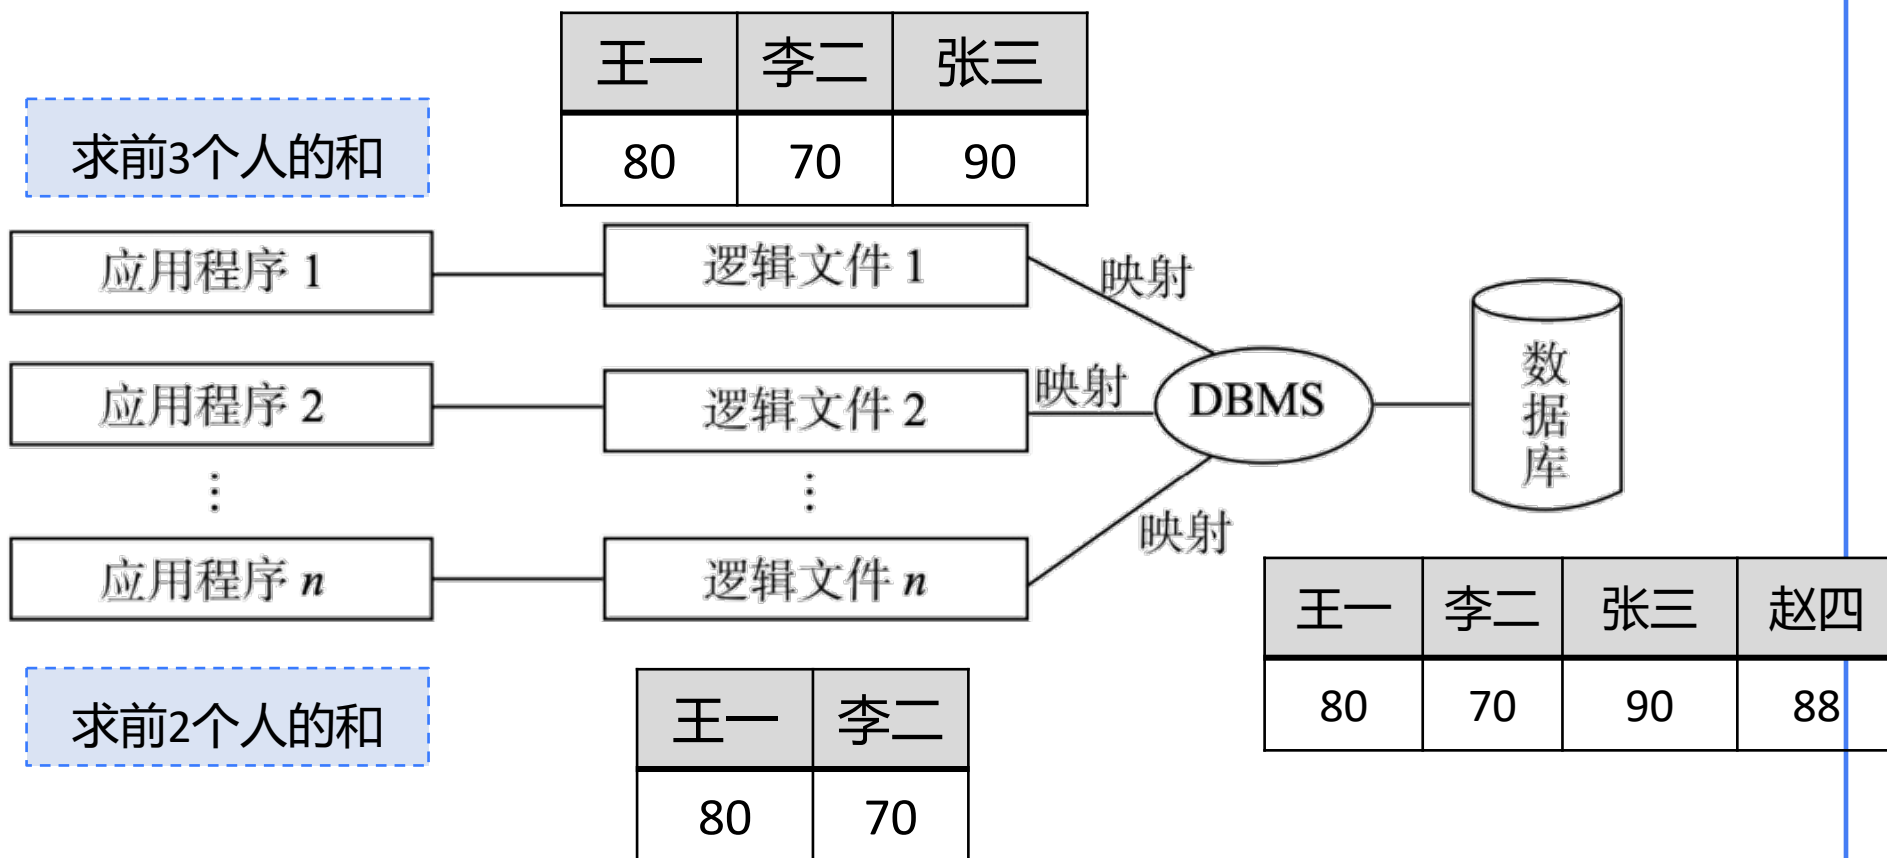 王一 李二 张三
80 70 90
求前3个人的和
应用程序 1
逻辑文件 1
映射
应用程序 2
逻辑文件 2
映射
DBMS
数据库
⋮ ⋮
应用程序 n
逻辑文件 n
映射
王一 李二 张三 赵四
80 70 90 88
求前2个人的和
王一 李二
80 70